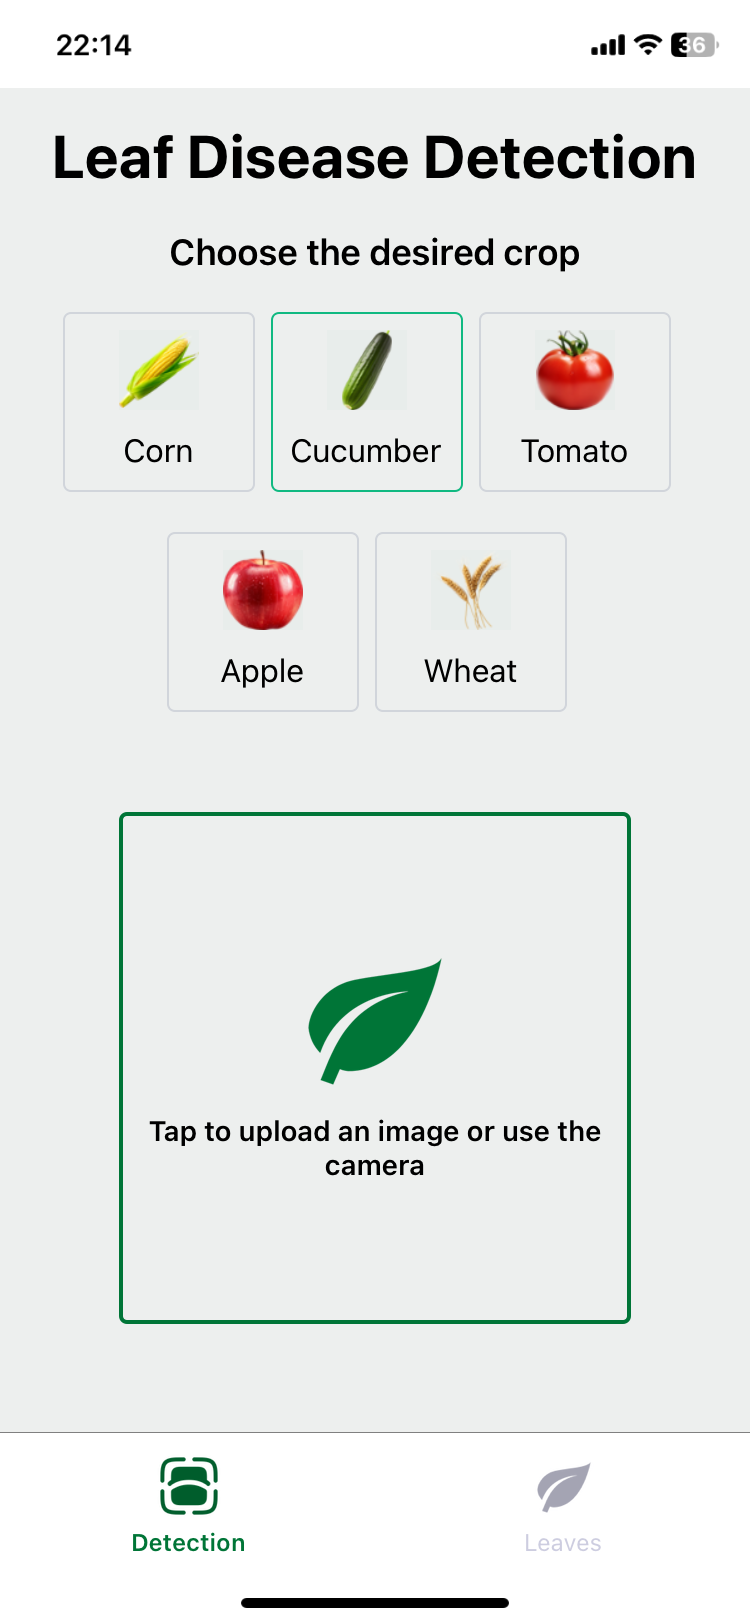 22:14
36
Leaf Disease Detection
Choose the desired crop
Corn
Cucumber
Tomato
Apple
Wheat
Tap to upload an image or use the
camera
Detection
Leaves